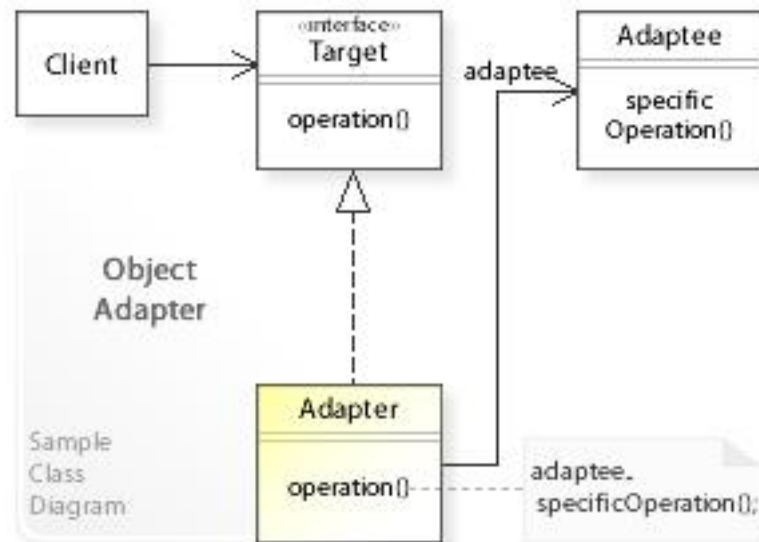 Client
«interface»
Target
operation()
adaptee
Adaptee
specific
Operation()
Object
Adapter
Sample
Class
Diagram
Adapter
operation()
adaptee.
specificOperation();